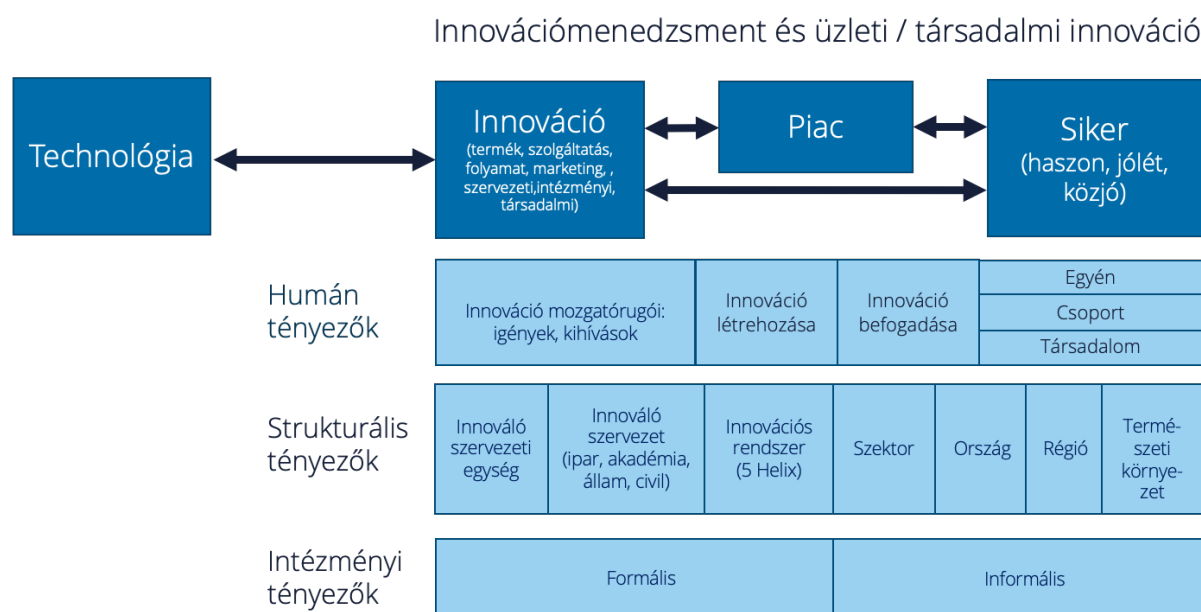 Innovációmenedzsment és üzleti / társadalmi innováció
Technológia
Innováció
(termék, szolgáltatás,
folyamat, marketing, ,
szervezeti,intézményi,
társadalmi)
Piac
Siker
(haszon, jólét,
közjó)
Humán
tényezők
Innováció mozgatórugói:
igények, kihívások
Innováció
létrehozása
Innováció
befogadása
Egyén
Csoport
Társadalom
Strukturális
tényezők
Innováló
szervezeti
egység
Innováló
szervezet
(ipar, akadémia,
állam, civil)
Innovációs
rendszer
(5 Helix)
Szektor
Ország
Régió
Termé-
szeti
környe-
zet
Intézményi
tényezők
Formális
Informális